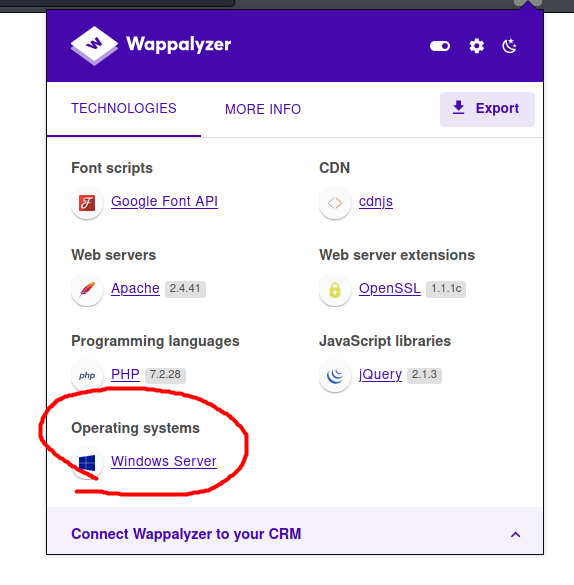 Wappalyzer
TECHNOLOGIES
MORE INFO
Export
Font scripts
Google Font API
CDN
cdnjs
Web servers
Apache 2.4.41
Web server extensions
OpenSSL 1.1.1c
Programming languages
php PHP 7.2.28
JavaScript libraries
jQuery 2.1.3
Operating systems
Windows Server
Connect Wappalyzer to your CRM